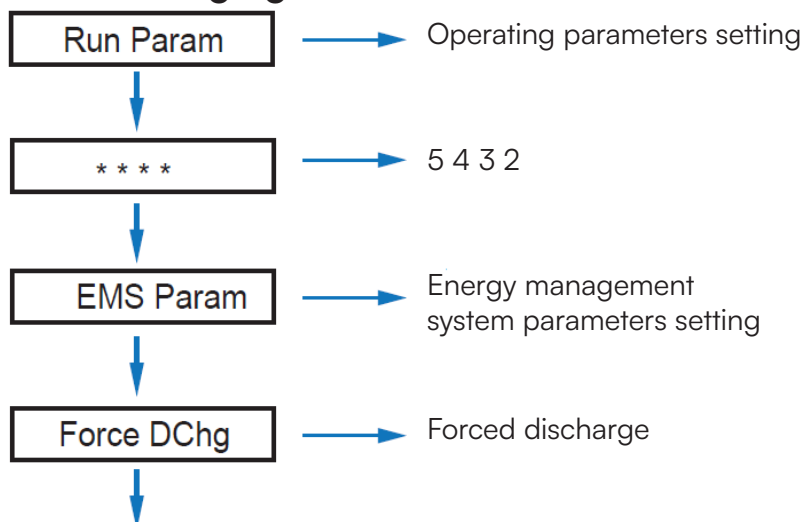 Run Param
Operating parameters setting
* * * *
5 4 3 2
EMS Param
Energy management
system parameters setting
Force DChg
Forced discharge